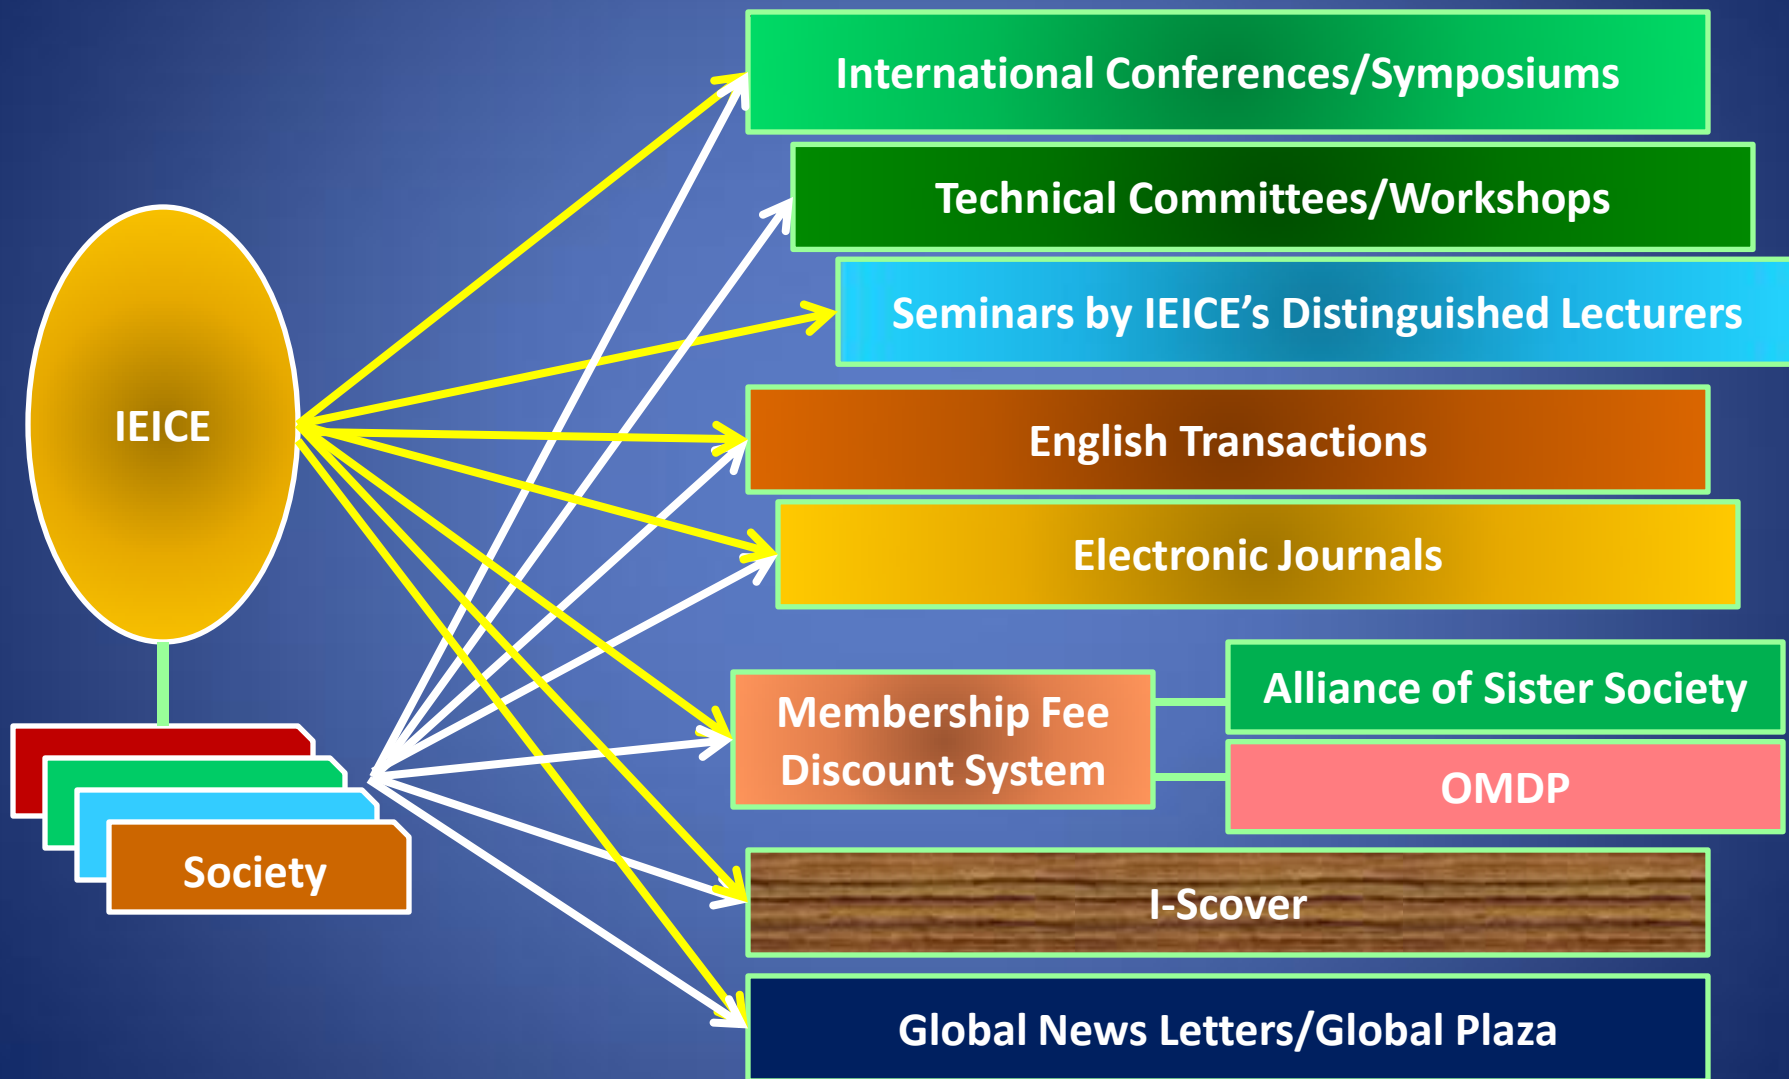 International Conferences/Symposiums
Technical Committees/Workshops
Seminars by IEICE’s Distinguished Lecturers
IEICE
English Transactions
Electronic Journals
Membership Fee
Discount System
Alliance of Sister Society
OMDP
Society
I-Scover
Global News Letters/Global Plaza